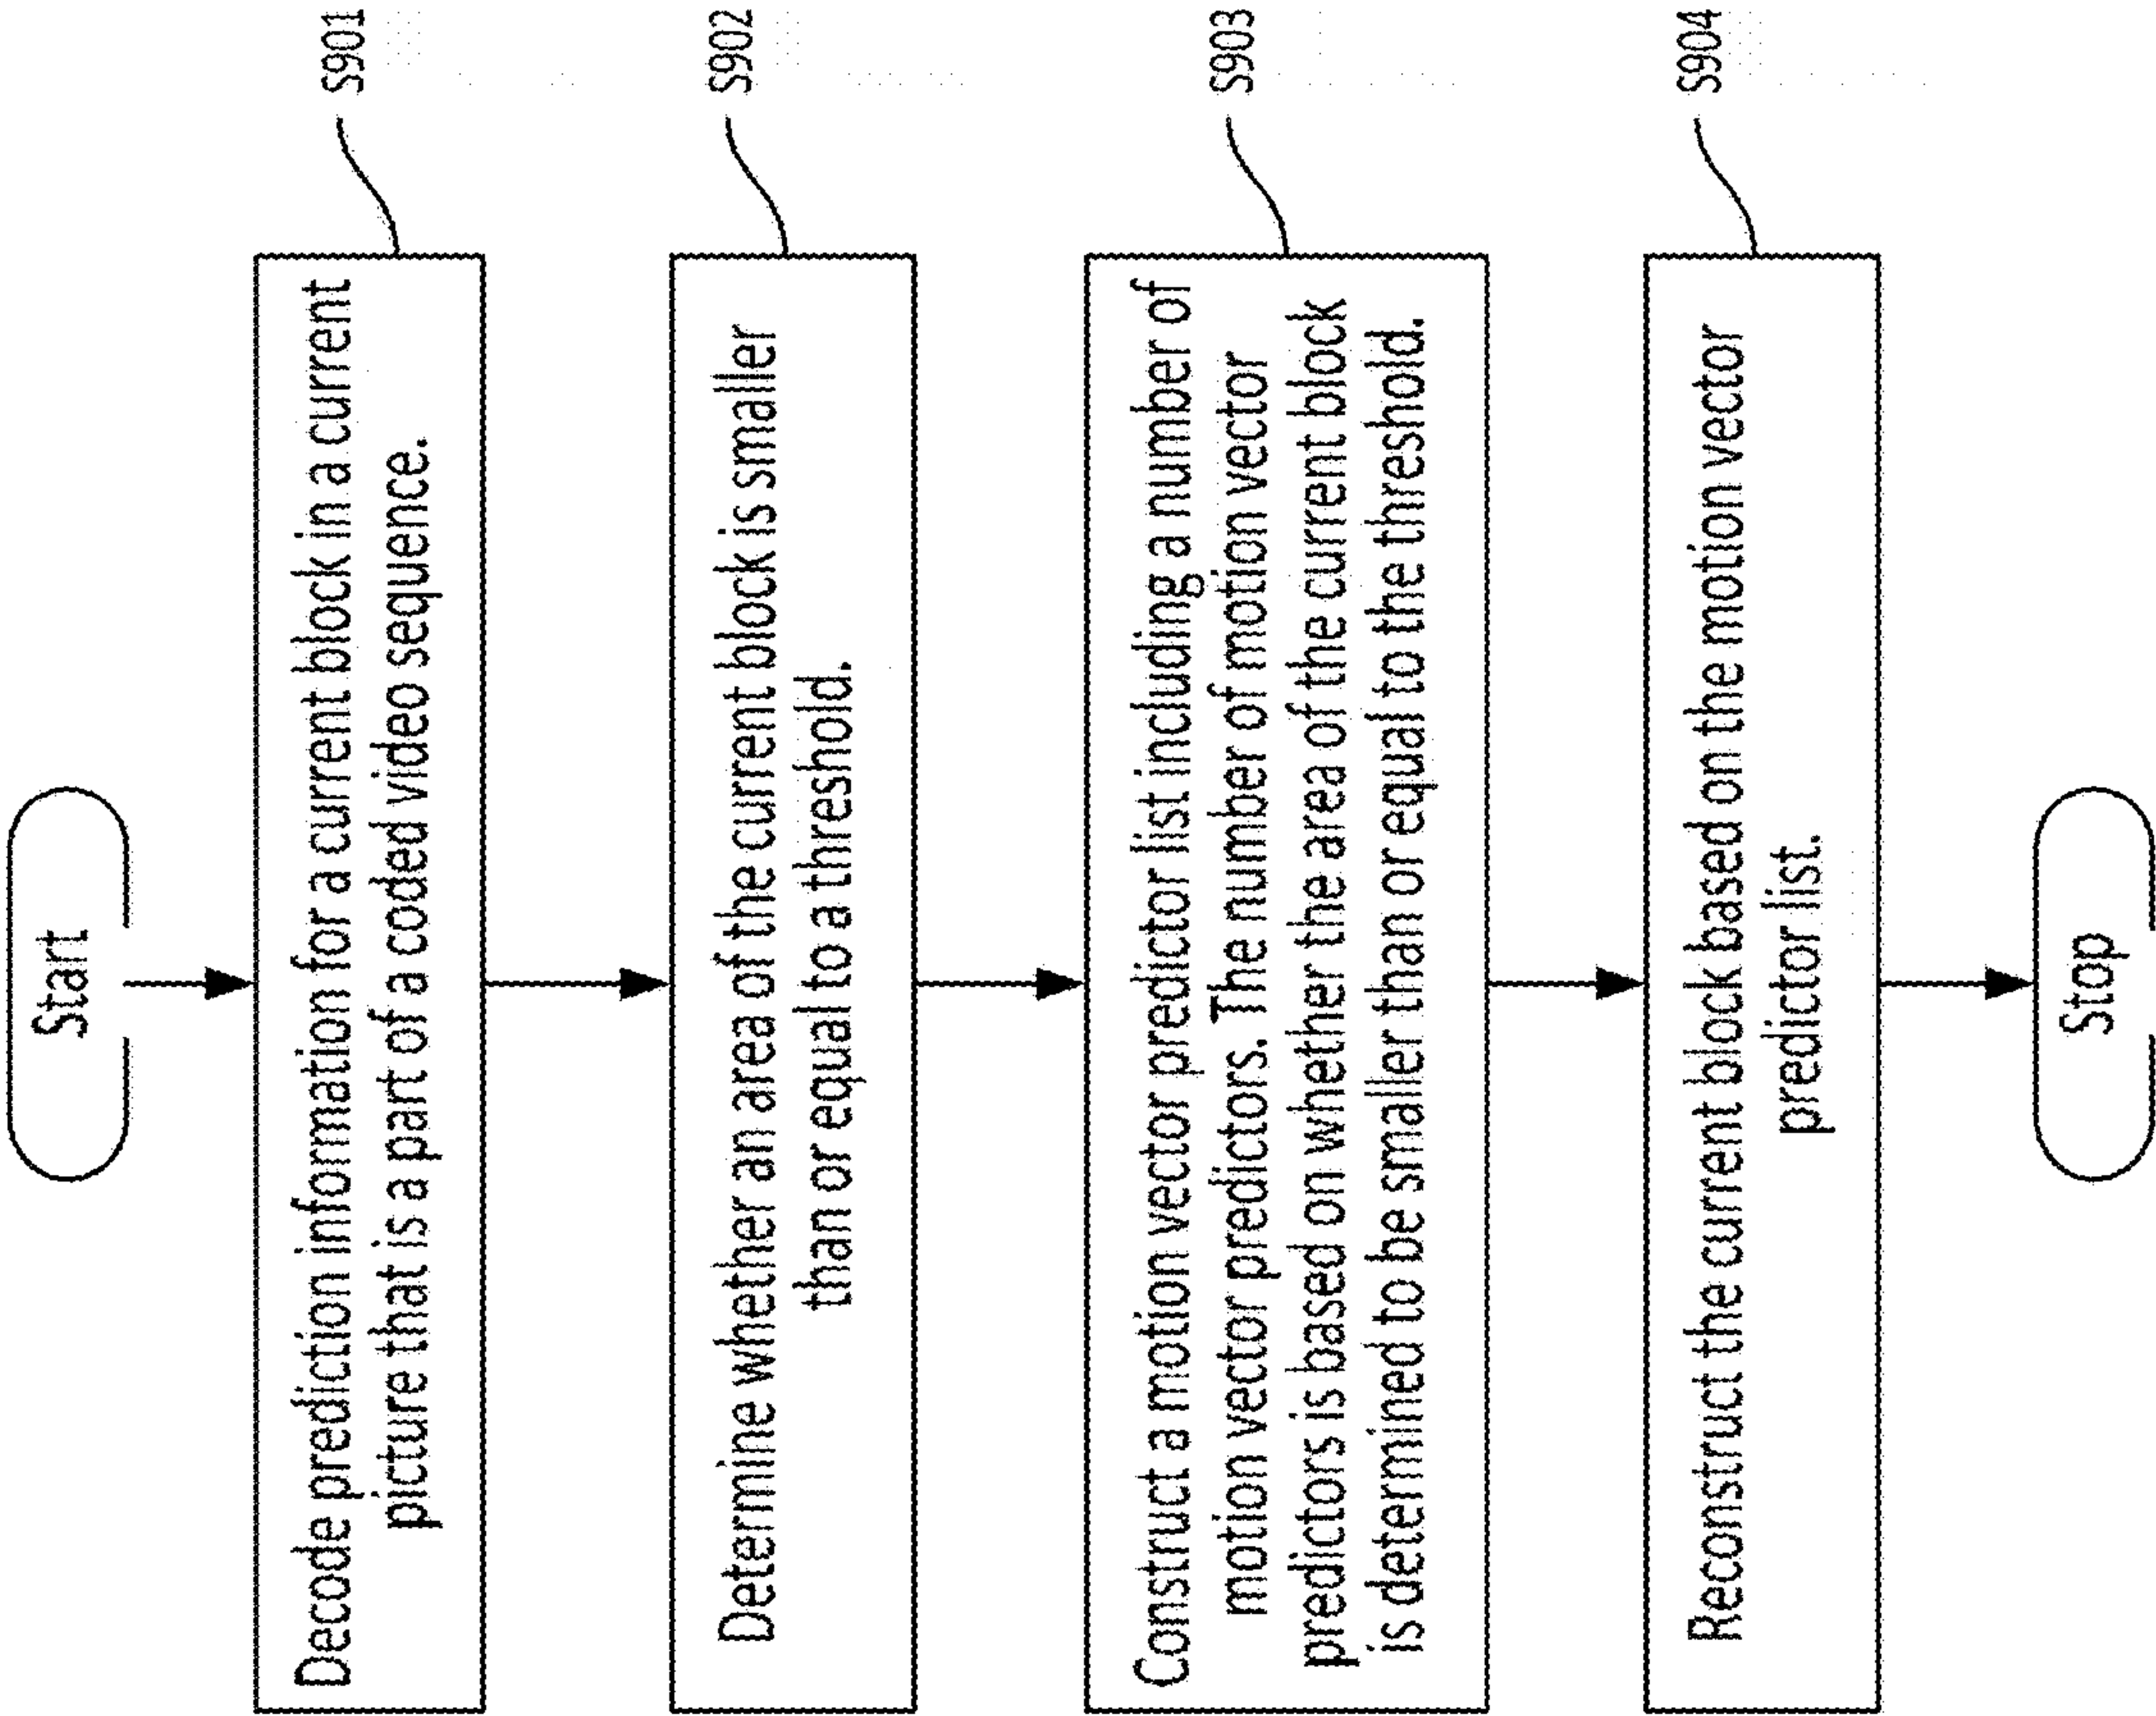 Start
Decode prediction information for a current block in a current
picture that is a part of a coded video sequence.
S901
Determine whether an area of the current block is smaller
than or equal to a threshold.
S902
Construct a motion vector predictor list including a number of
motion vector predictors. The number of motion vector
predictors is based on whether the area of the current block
is determined to be smaller than or equal to the threshold.
S903
Reconstruct the current block based on the motion vector
predictor list.
S904
Stop